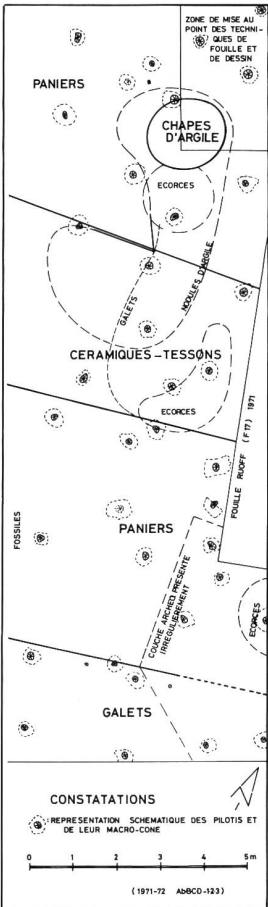 ZONE DE MISE AU
POINT DES TECHNI-
QUES DE
FOUILLE ET
DE DESSIN
PANIERS
CHAPES
D'ARGILE
ECORCES
GALETS
NODULES D'ARGILE
CERAMIQUES-TESSONS
ECORCES
FOUILLE RUOFF (F 17) 1971
FOSSILES
PANIERS
COUCHE ARCHEO. PRESENTE
IRREGULIEREMENT
ECORCES
GALETS
CONSTATATIONS
: REPRESENTATION SCHEMATIQUE DES PILOTIS ET
DE LEUR MACRO-CONE
0 1 2 3 4 5 m
(1971-72 AbBCD-123)